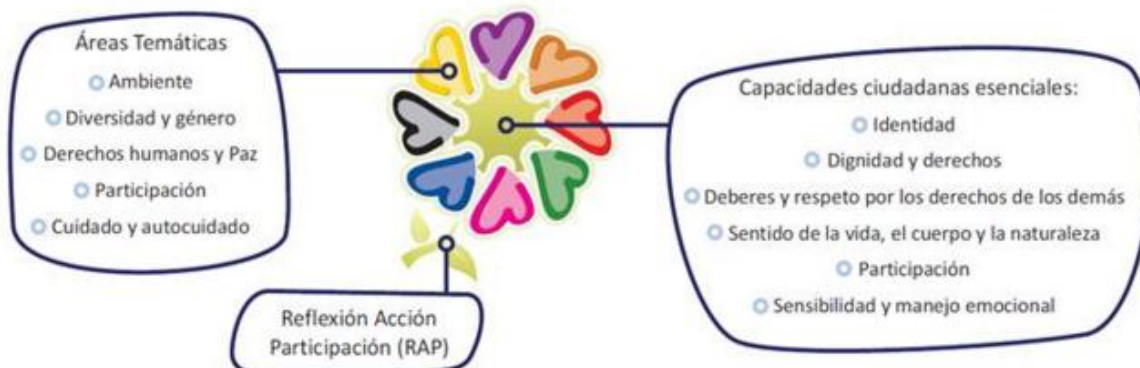 Áreas Temáticas
Ambiente
Diversidad y género
Derechos humanos y Paz
Participación
Cuidado y autocuidado
Reflexión Acción
Participación (RAP)
Capacidades ciudadanas esenciales:
Identidad
Dignidad y derechos
Deberes y respeto por los derechos de los demás
Sentido de la vida, el cuerpo y la naturaleza
Participación
Sensibilidad y manejo emocional